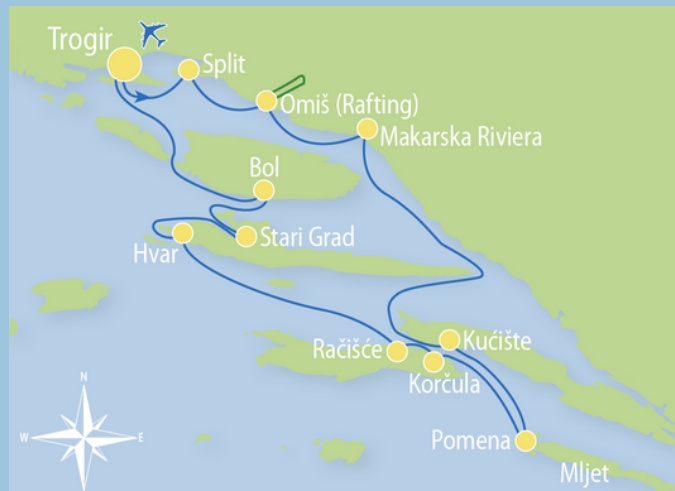 Trogir
Split
Omiš (Rafting)
Makarska Riviera
Bol
Stari Grad
Hvar
Račišće
Kućište
Korčula
Pomena
Mljet
N
W
E
S